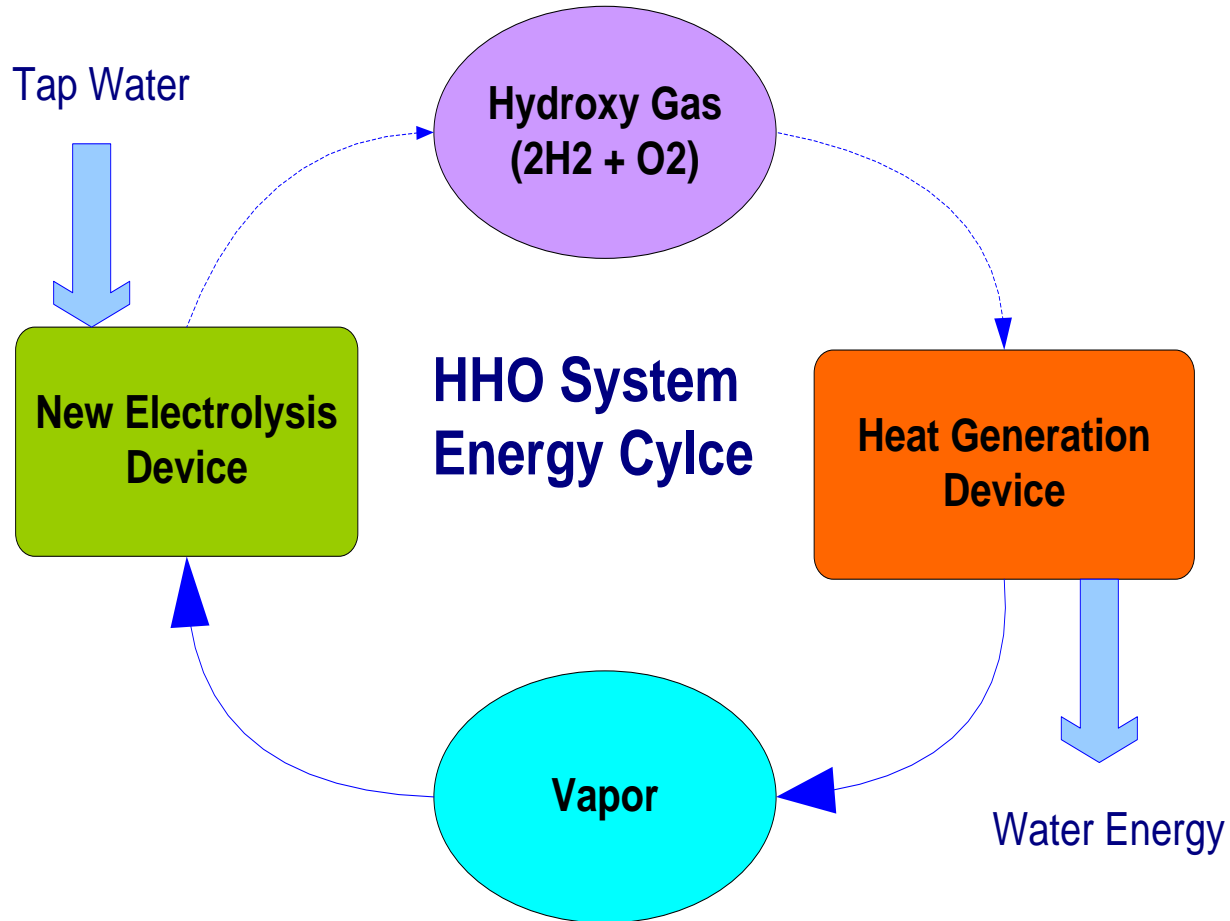 Tap Water
Hydroxy Gas
(2H2 + O2)
New Electrolysis
Device
HHO System
Energy Cylce
Heat Generation
Device
Vapor
Water Energy